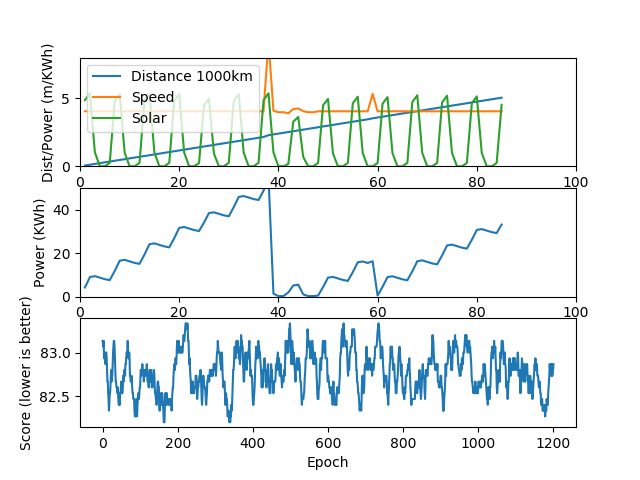 Dist/Power (m/KWh)
5
0
Distance 1000km
Speed
Solar
0 20 40 60 80 100
Power (KWh)
40
20
0
0 20 40 60 80 100
Score (lower is better)
83.0
82.5
0 200 400 600 800 1000 1200
Epoch